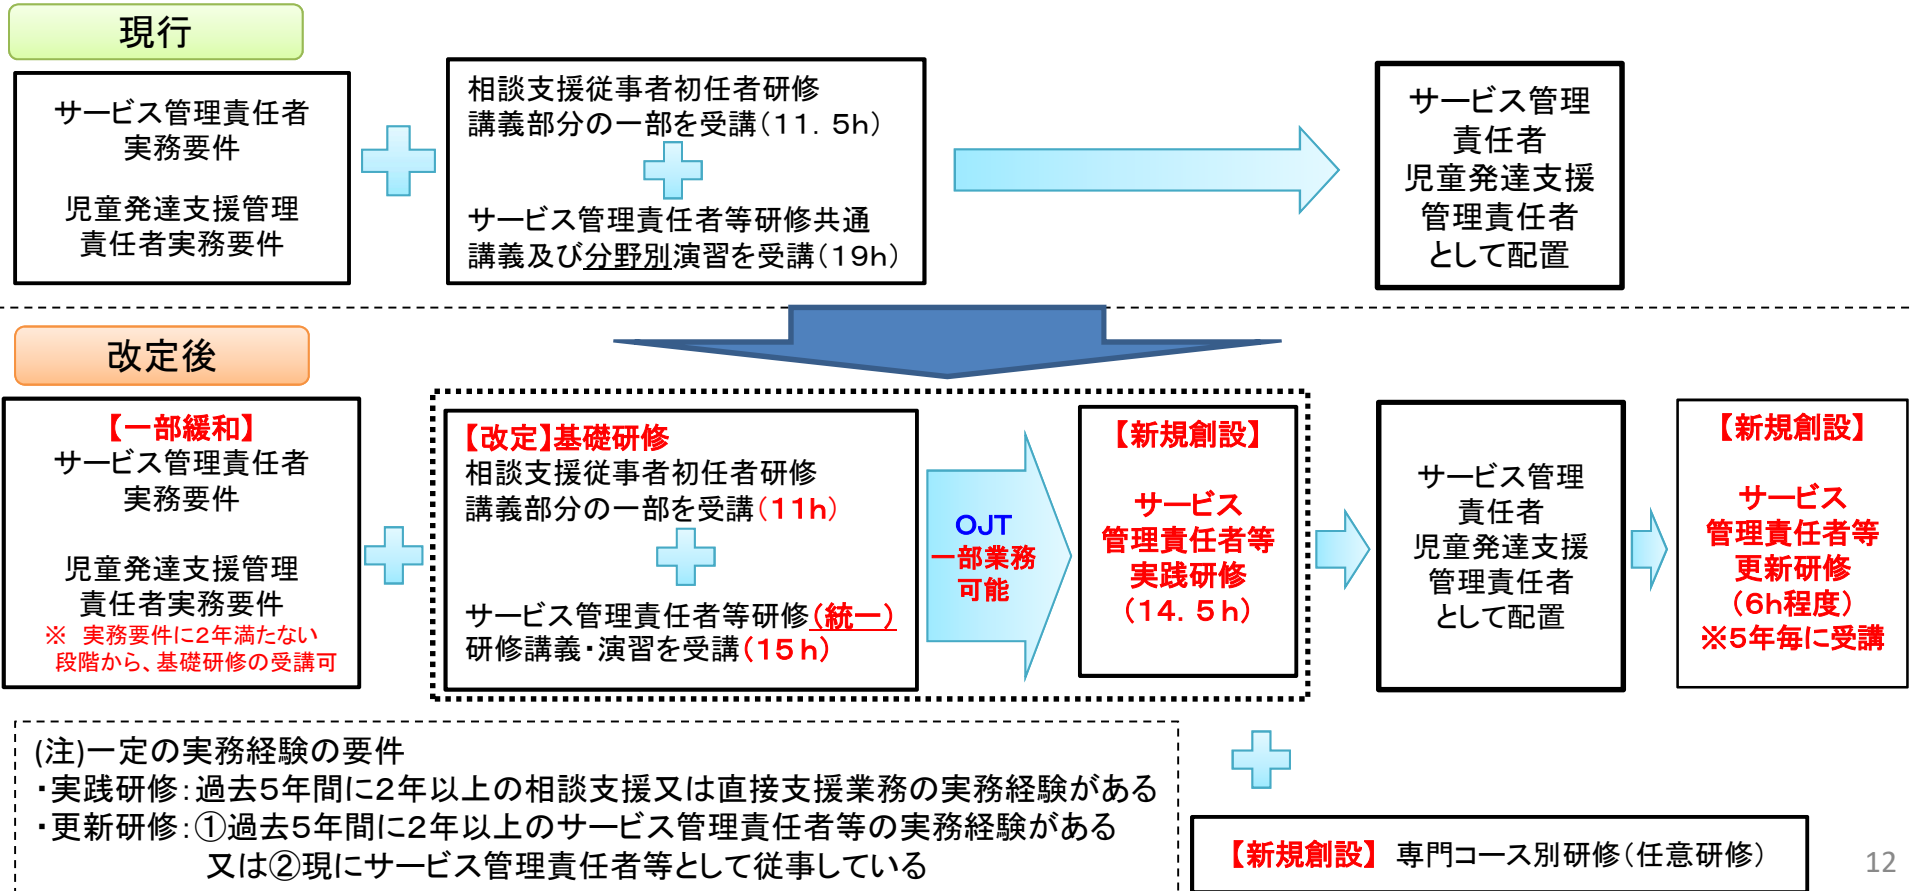 現行
サービス管理責任者
実務要件
児童発達支援管理
責任者実務要件
相談支援従事者初任者研修
講義部分の一部を受講(11.5h)
サービス管理責任者等研修共通
講義及び分野別演習を受講(19h)
サービス管理
責任者
児童発達支援
管理責任者
として配置
改定後
【一部緩和】
サービス管理責任者
実務要件
児童発達支援管理
責任者実務要件
※ 実務要件に2年満たない
段階から、基礎研修の受講可
【改定】基礎研修
相談支援従事者初任者研修
講義部分の一部を受講(11h)
サービス管理責任者等研修(統一)
研修講義・演習を受講(15h)
OJT
一部業務
可能
【新規創設】
サービス
管理責任者等
実践研修
(14.5h)
サービス管理
責任者
児童発達支援
管理責任者
として配置
【新規創設】
サービス
管理責任者等
更新研修
(6h程度)
※5年毎に受講
(注)一定の実務経験の要件
・実践研修:過去5年間に2年以上の相談支援又は直接支援業務の実務経験がある
・更新研修:①過去5年間に2年以上のサービス管理責任者等の実務経験がある
又は②現にサービス管理責任者等として従事している
【新規創設】 専門コース別研修(任意研修)
12